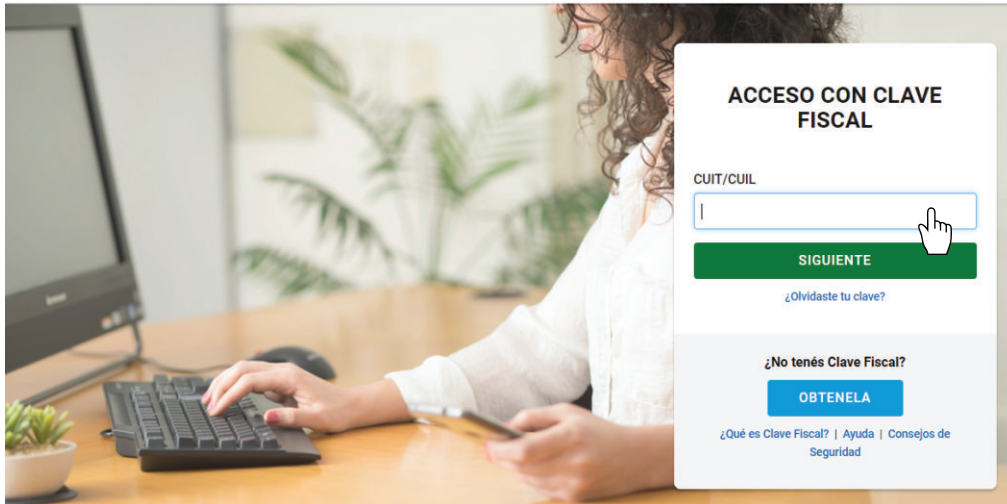 ACCESO CON CLAVE
FISCAL
CUIT/CUIL
SIGUIENTE
¿Olvidaste tu clave?
¿No tenés Clave Fiscal?
OBTENELA
¿Qué es Clave Fiscal? | Ayuda | Consejos de
Seguridad